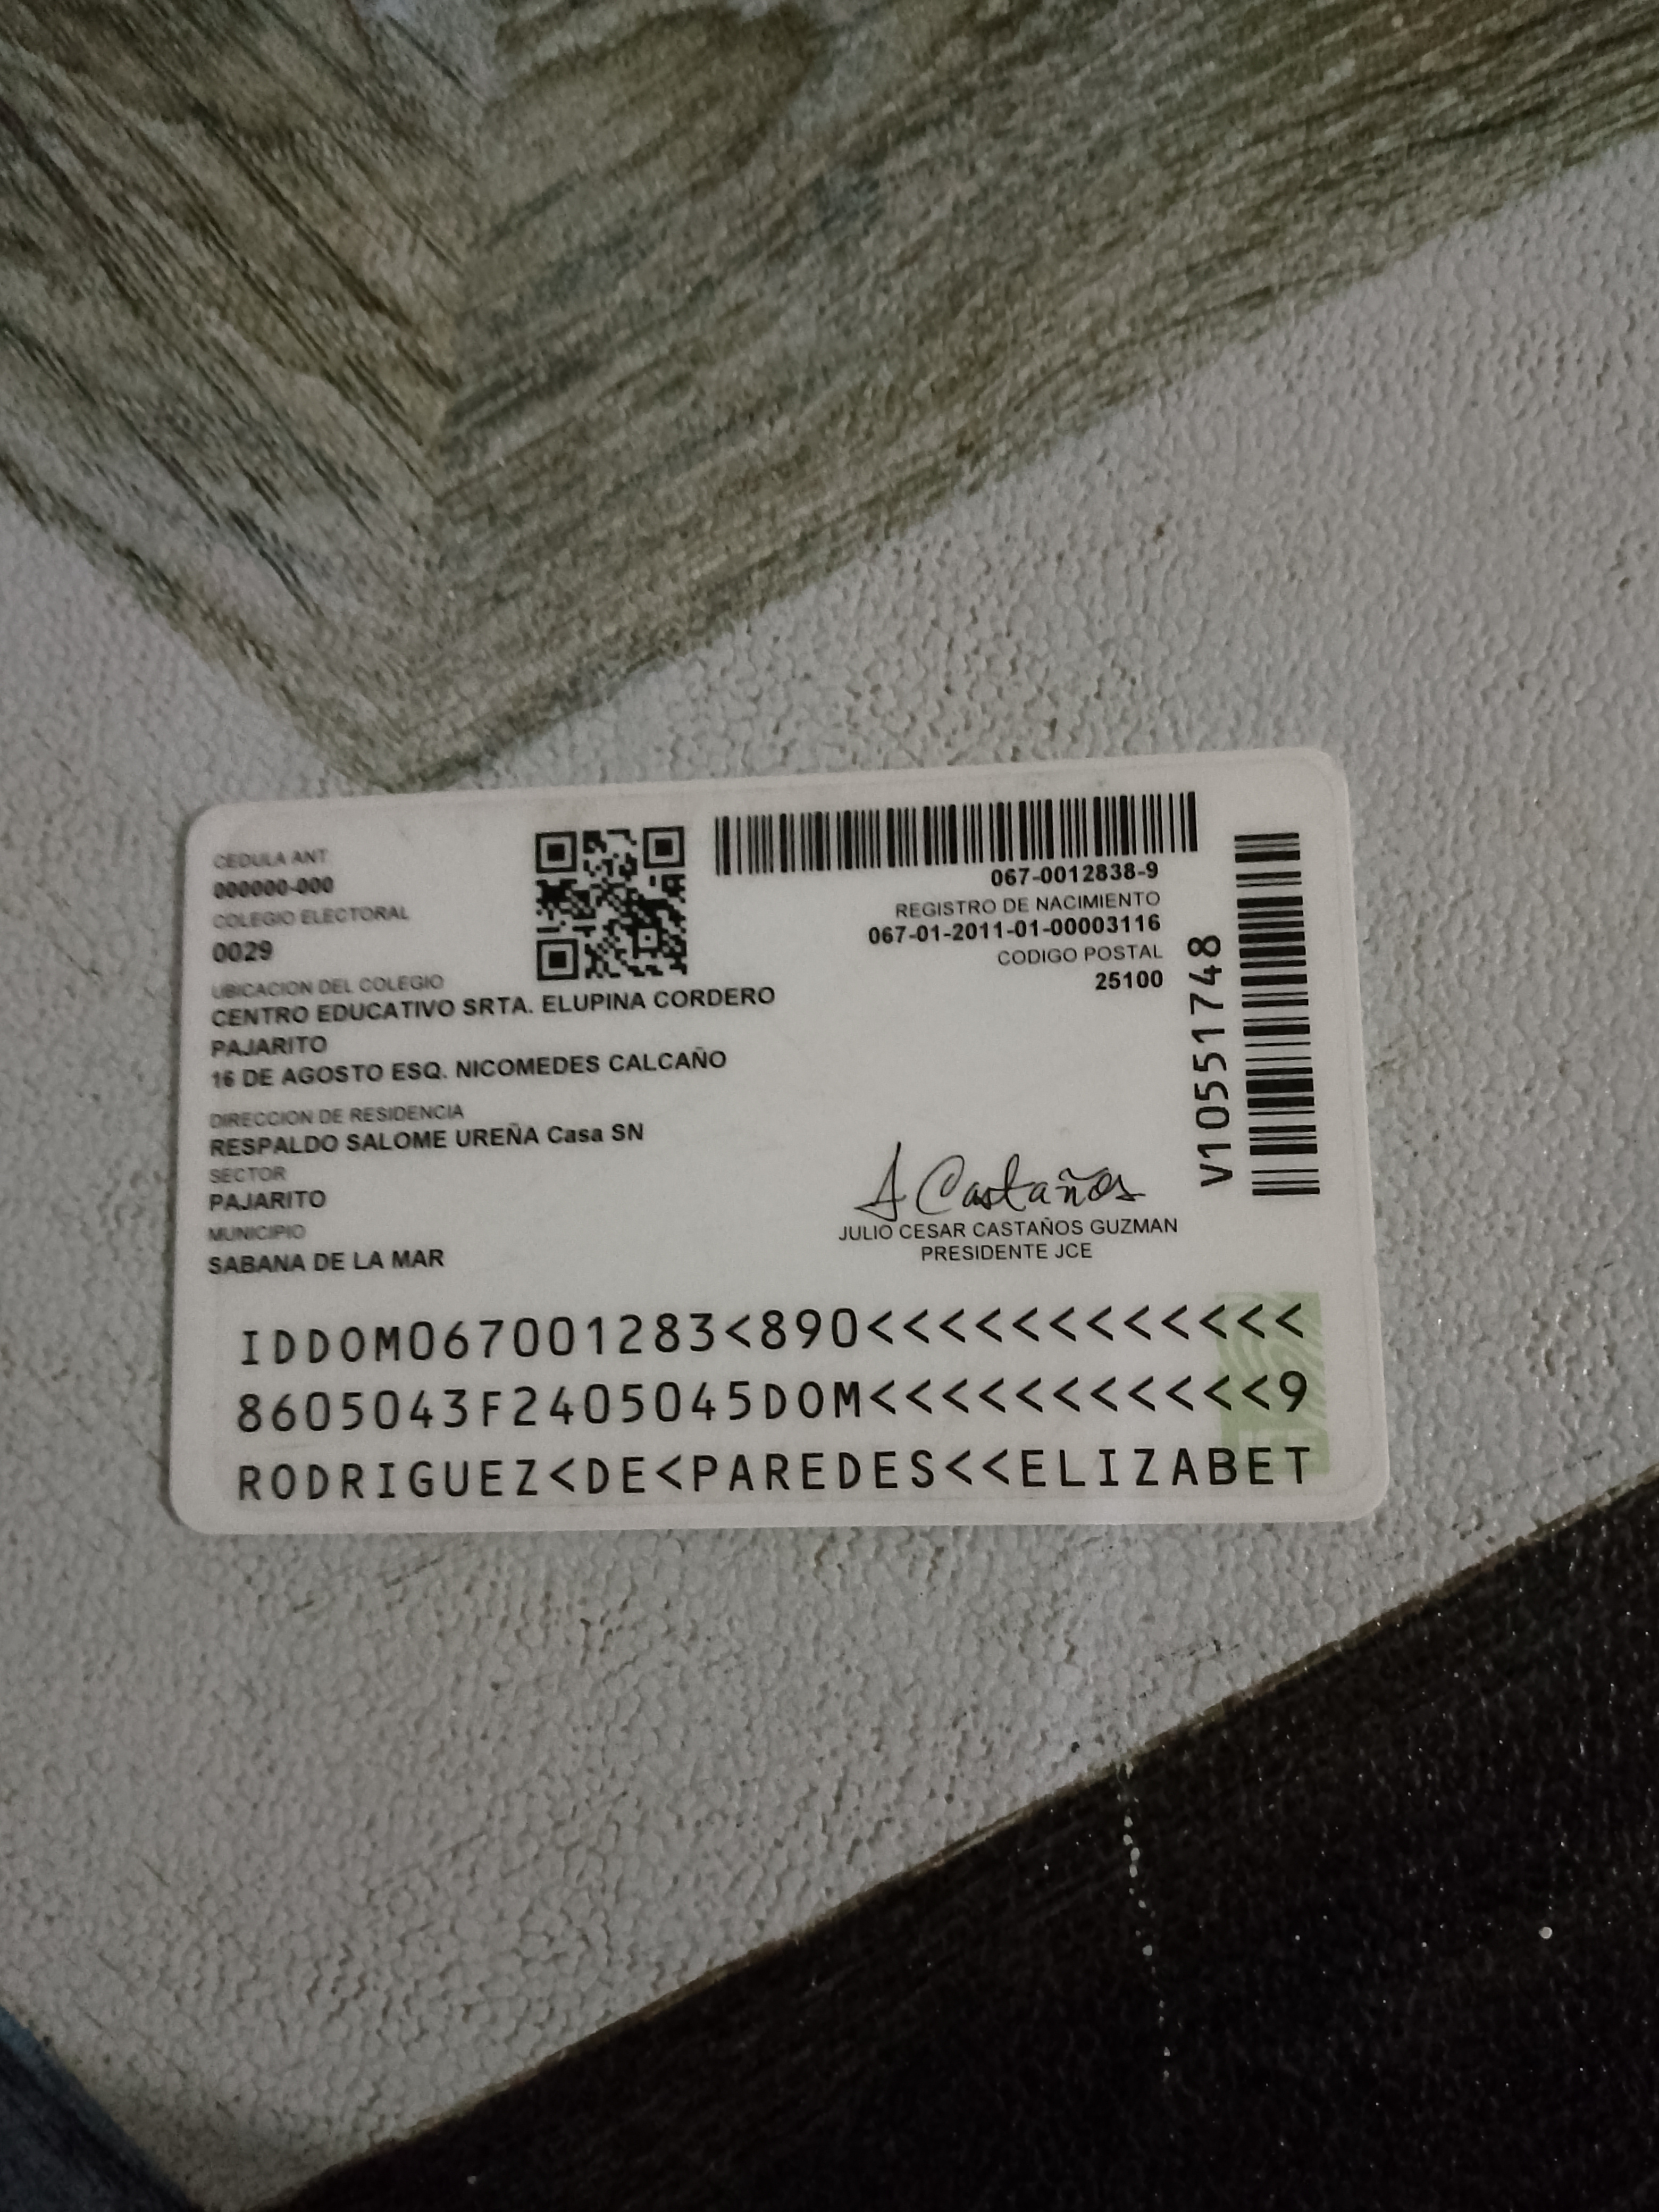 CEDULA ANT
000000-000
COLEGIO ELECTORAL
0029
UBICACION DEL COLEGIO
CENTRO EDUCATIVO SRTA. ELUPINA CORDERO
PAJARITO
16 DE AGOSTO ESQ. NICOMEDES CALCAÑO
DIRECCION DE RESIDENCIA
RESPALDO SALOME UREÑA Casa SN
SECTOR
PAJARITO
MUNICIPIO
SABANA DE LA MAR
067-0012838-9
REGISTRO DE NACIMIENTO
067-01-2011-01-00003116
CODIGO POSTAL
25100
V10551748
J Castaños
JULIO CESAR CASTAÑOS GUZMAN
PRESIDENTE JCE
IDDOM067001283<890<<<<<<<<<<<<
8605043F2405045DOM<<<<<<<<<<<9
RODRIGUEZ<DE<PAREDES<<ELIZABET